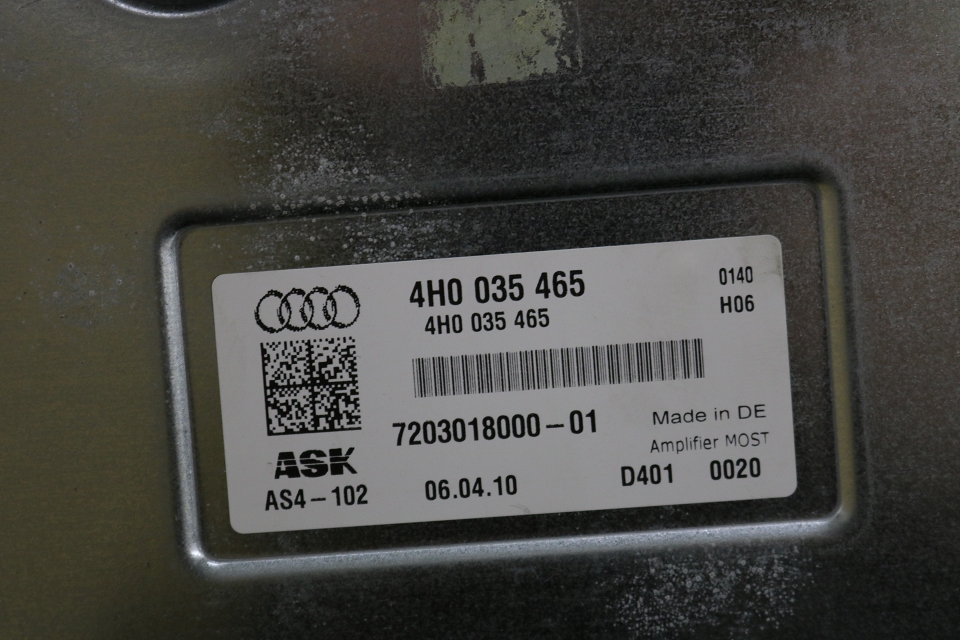 4H0 035 465 0140
4H0 035 465 H06
7203018000-01 Made in DE
Amplifier MOST
ASK
AS4-102 06.04.10 D401 0020